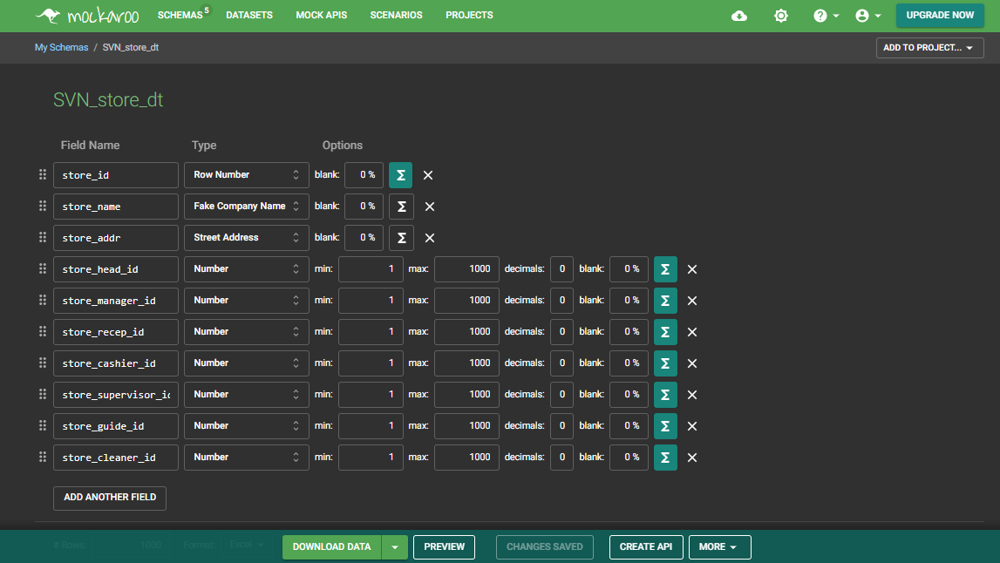 mockaroo SCHEMAS 5 DATASETS MOCK APIS SCENARIOS PROJECTS UPGRADE NOW
My Schemas / SVN_store_dt ADD TO PROJECT...
SVN_store_dt
Field Name Type Options
store_id Row Number blank: 0 % Σ
store_name Fake Company Name blank: 0 % Σ
store_addr Street Address blank: 0 % Σ
store_head_id Number min: 1 max: 1000 decimals: 0 blank: 0 % Σ
store_manager_id Number min: 1 max: 1000 decimals: 0 blank: 0 % Σ
store_recep_id Number min: 1 max: 1000 decimals: 0 blank: 0 % Σ
store_cashier_id Number min: 1 max: 1000 decimals: 0 blank: 0 % Σ
store_supervisor_id Number min: 1 max: 1000 decimals: 0 blank: 0 % Σ
store_guide_id Number min: 1 max: 1000 decimals: 0 blank: 0 % Σ
store_cleaner_id Number min: 1 max: 1000 decimals: 0 blank: 0 % Σ
ADD ANOTHER FIELD
# Rows: 1000 Format: Excel DOWNLOAD DATA PREVIEW CHANGES SAVED CREATE API MORE